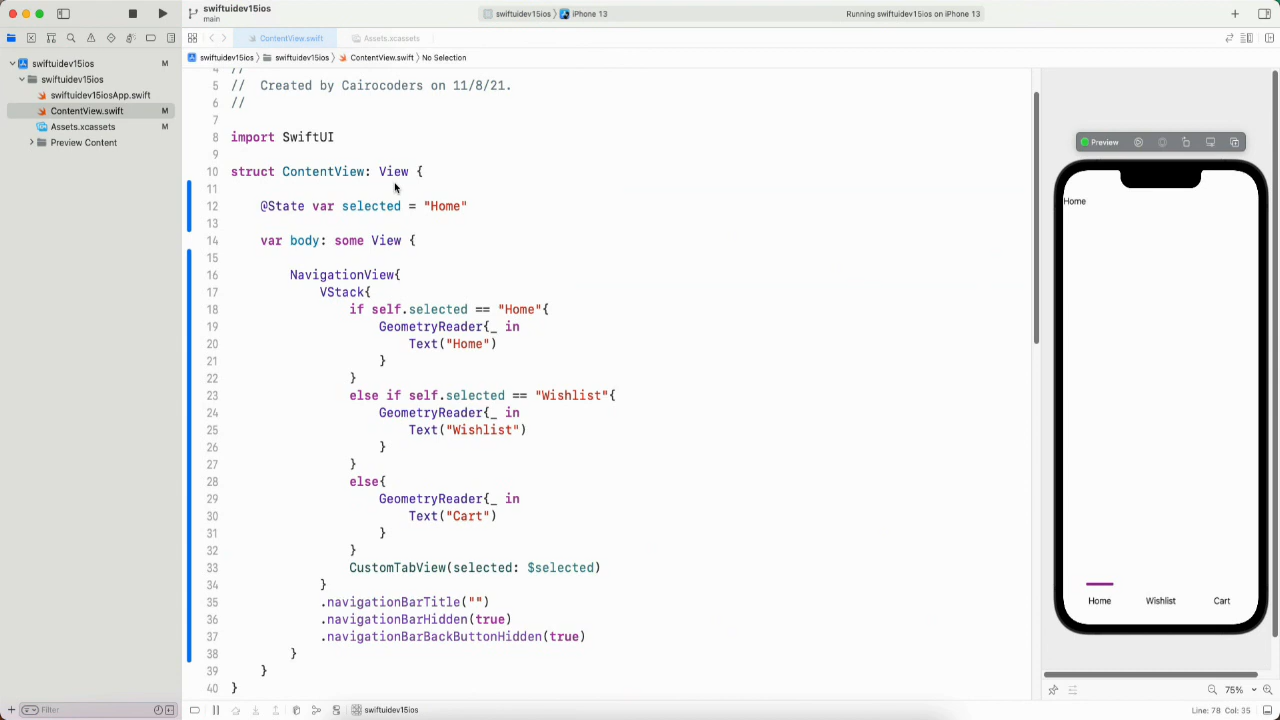 swiftuidev15ios
main
swiftuidev15ios 〉 iPhone 13
Running swiftuidev15ios on iPhone 13
ContentView.swift
Assets.xcassets
swiftuidev15ios 〉 swiftuidev15ios 〉 ContentView.swift 〉 No Selection
swiftuidev15ios M
swiftuidev15ios
swiftuidev15iosApp.swift
ContentView.swift M
Assets.xcassets M
Preview Content
4 //
5 //  Created by Cairocoders on 11/8/21.
6 //
7
8 import SwiftUI
9
10 struct ContentView: View {
11
12     @State var selected = "Home"
13
14     var body: some View {
15
16         NavigationView{
17             VStack{
18                 if self.selected == "Home"{
19                     GeometryReader{_ in
20                         Text("Home")
21                     }
22                 }
23                 else if self.selected == "Wishlist"{
24                     GeometryReader{_ in
25                         Text("Wishlist")
26                     }
27                 }
28                 else{
29                     GeometryReader{_ in
30                         Text("Cart")
31                     }
32                 }
33                 CustomTabView(selected: $selected)
34             }
35             .navigationBarTitle("")
36             .navigationBarHidden(true)
37             .navigationBarBackButtonHidden(true)
38         }
39     }
40 }
Preview
Home
Home Wishlist Cart
75%
Filter
swiftuidev15ios
Line: 78 Col: 35